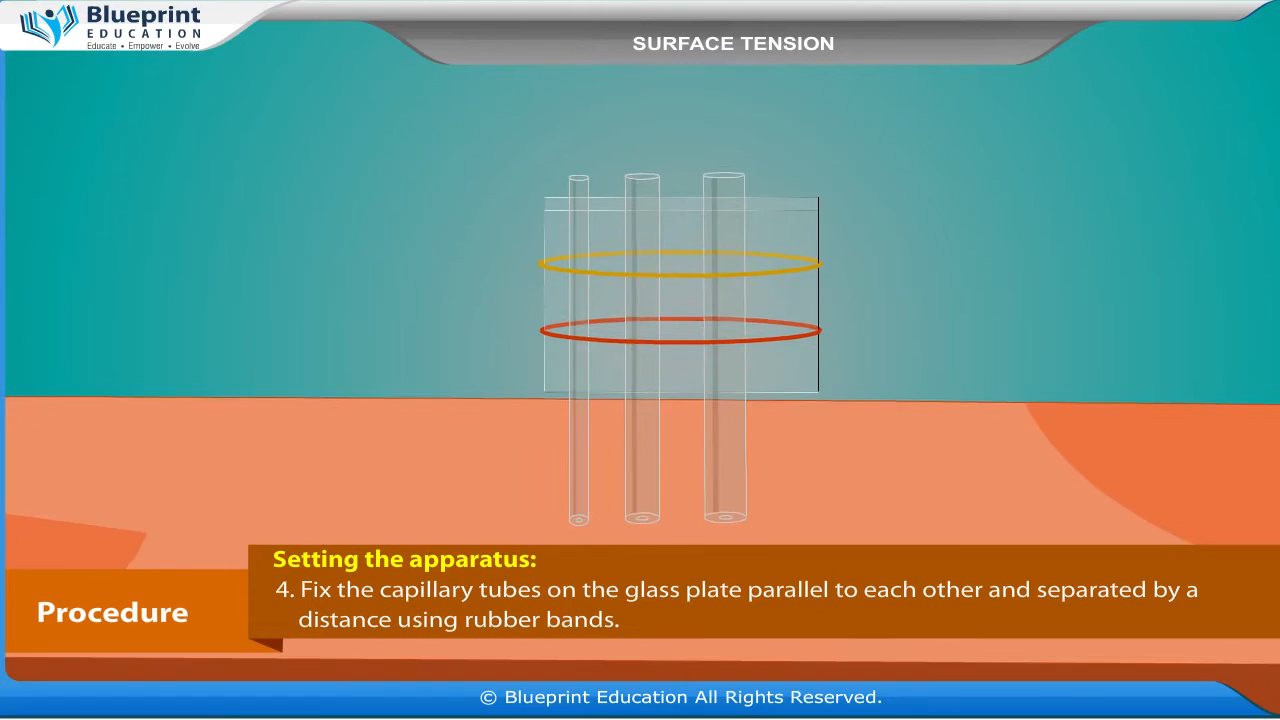 Blueprint
EDUCATION
Educate • Empower • Evolve
SURFACE TENSION
Setting the apparatus:
4. Fix the capillary tubes on the glass plate parallel to each other and separated by a
distance using rubber bands.
Procedure
© Blueprint Education All Rights Reserved.